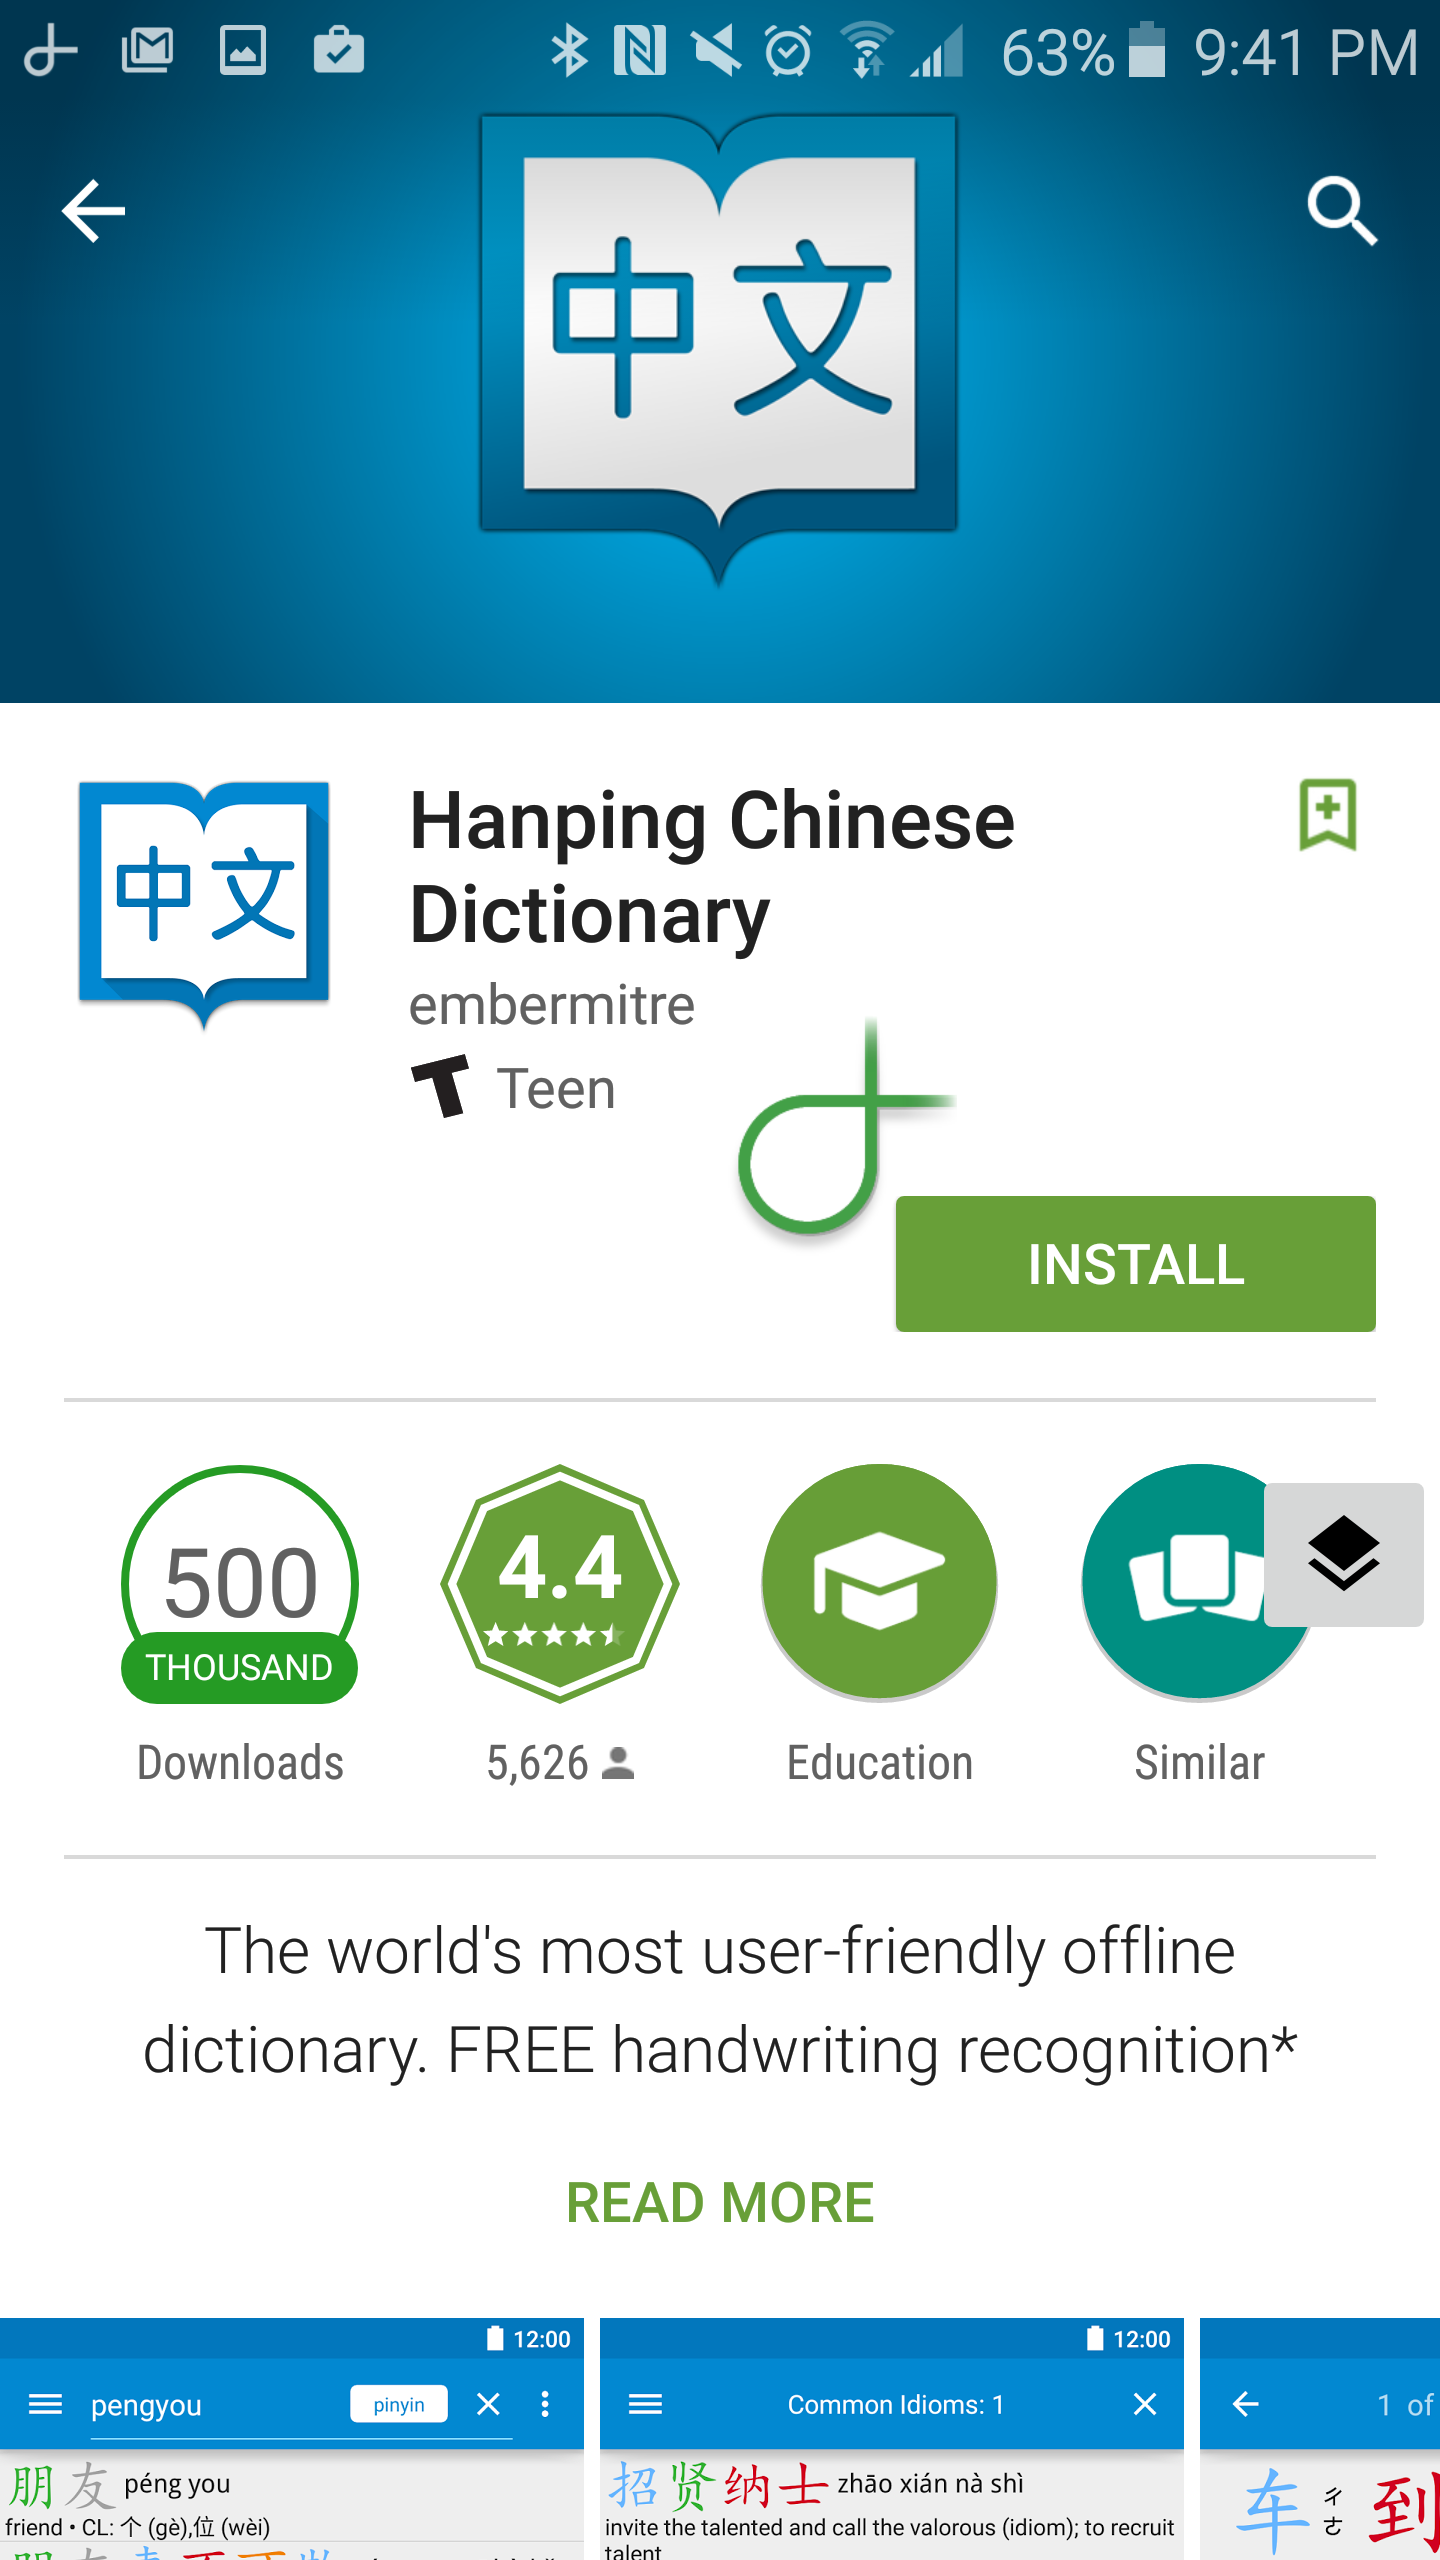 63% 9:41 PM
中文
中文
Hanping Chinese
Dictionary
embermitre
T Teen
INSTALL
500
THOUSAND
4.4
Downloads
5,626
Education
Similar
The world's most user-friendly offline
dictionary. FREE handwriting recognition*
READ MORE
12:00
pengyou pinyin
朋友 péng you
friend • CL: 个 (gè),位 (wèi)
12:00
Common Idioms: 1
招贤纳士 zhāo xián nà shì
invite the talented and call the valorous (idiom); to recruit
talent
1 of
车 ㄔㄜ 到